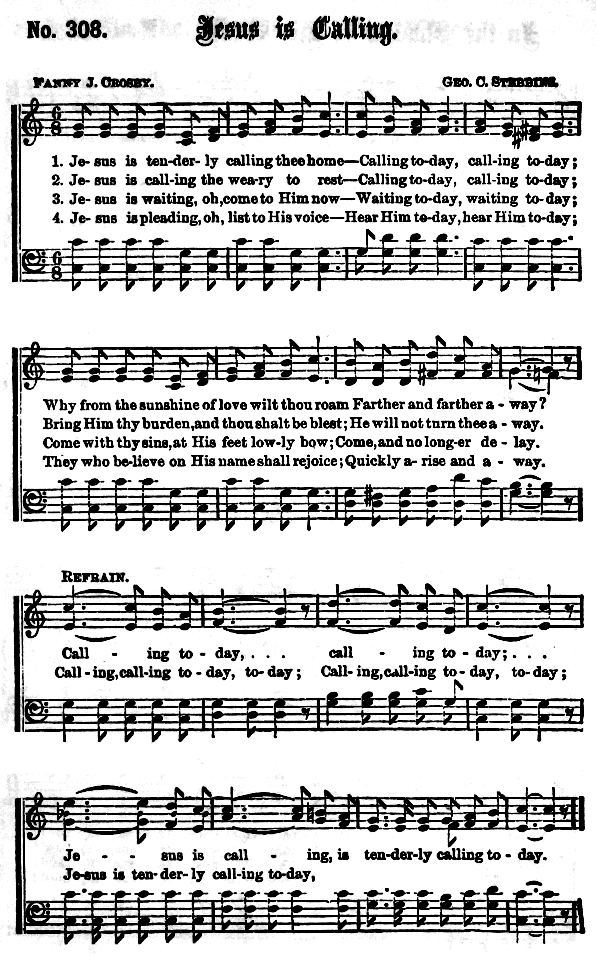 No. 308. Jesus is Calling.
FANNY J. CROSBY. GEO. C. STEBBINS.
1. Je- sus is ten-der- ly calling thee home—Calling to-day, call-ing to-day;
2. Je- sus is call-ing the wea-ry to rest—Calling to-day, call-ing to-day;
3. Je- sus is waiting, oh, come to Him now—Waiting to-day, waiting to-day;
4. Je- sus is pleading, oh, list to His voice—Hear Him to-day, hear Him to-day;
Why from the sunshine of love wilt thou roam Farther and farther a - way?
Bring Him thy burden, and thou shalt be blest; He will not turn thee a - way.
Come with thy sins, at His feet low-ly bow; Come, and no long-er de - lay.
They who be-lieve on His name shall rejoice; Quickly a- rise and a - way.
REFRAIN.
Call - ing to - day, . . . call - ing to - day; . . .
Call - ing, call-ing to - day, to - day; Call - ing, call-ing to - day, to - day;
Je - - sus is call - ing, is ten-der-ly calling to - day.
Je-sus is ten-der- ly call-ing to-day,